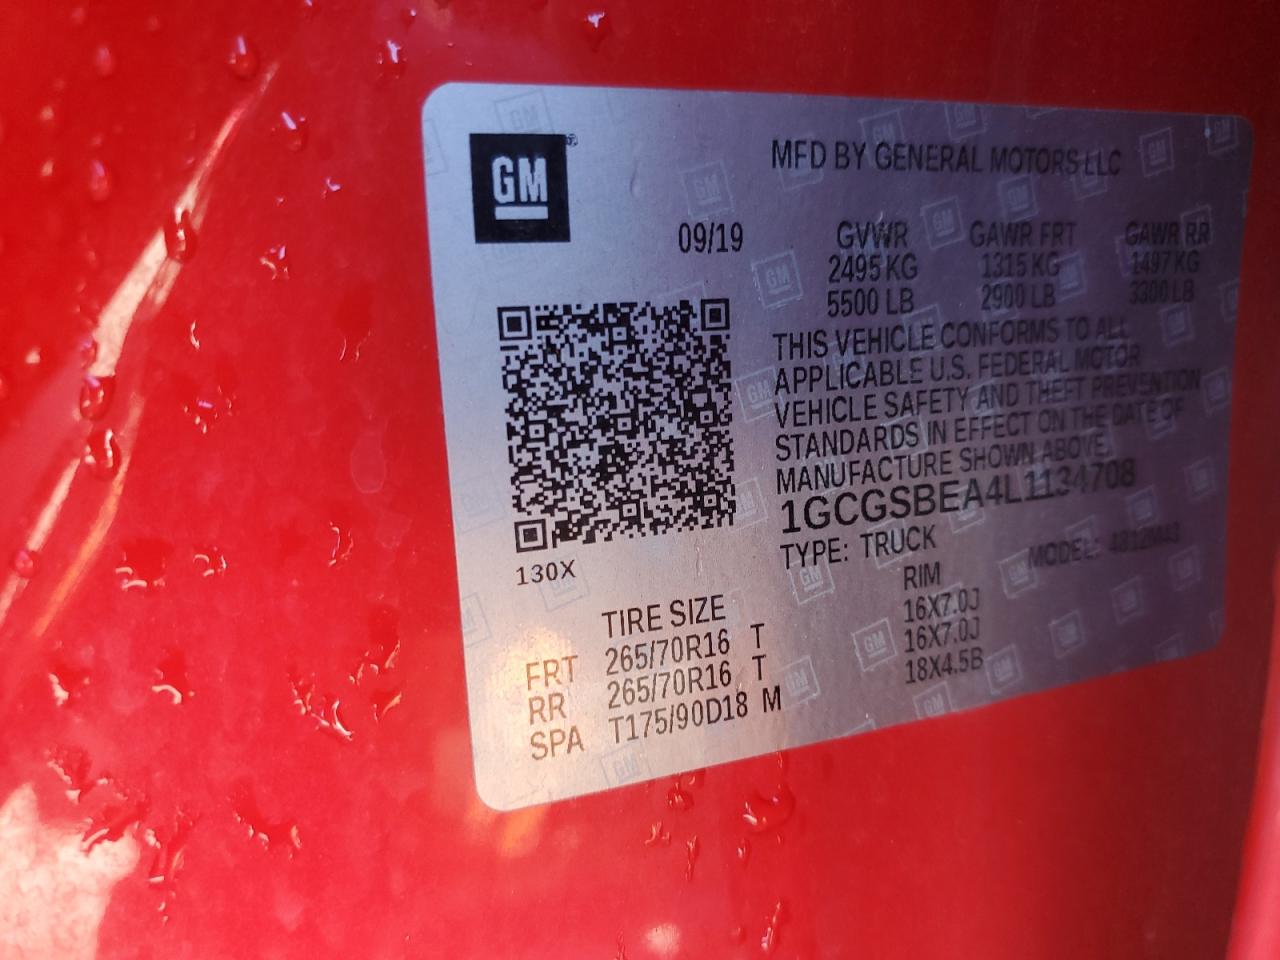 GM
MFD BY GENERAL MOTORS LLC
09/19
GVWR GAWR FRT GAWR RR
2495 KG 1315 KG 1497 KG
5500 LB 2900 LB 3300 LB
THIS VEHICLE CONFORMS TO ALL
APPLICABLE U.S. FEDERAL MOTOR
VEHICLE SAFETY AND THEFT PREVENTION
STANDARDS IN EFFECT ON THE DATE OF
MANUFACTURE SHOWN ABOVE.
1GCGSBEA4L1134708
TYPE: TRUCK MODEL:
130X
TIRE SIZE RIM
FRT 265/70R16 T 16X7.0J
RR 265/70R16 T 16X7.0J
SPA T175/90D18 M 18X4.5B